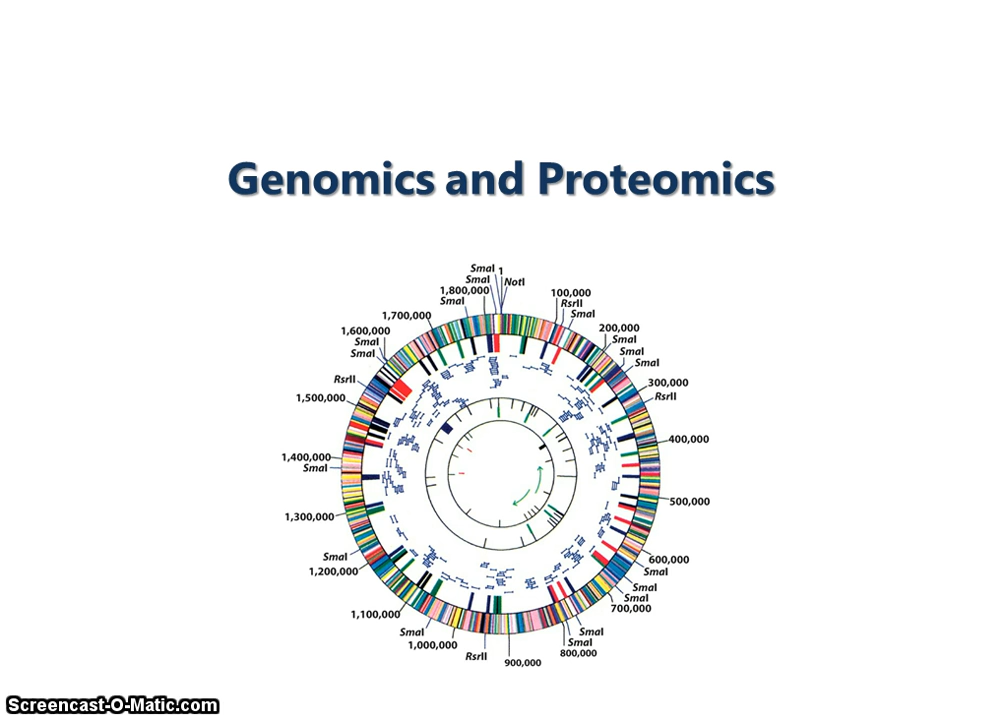 Genomics and Proteomics
SmaI 1
SmaI NotI
1,800,000 100,000
SmaI RsrII
1,700,000 SmaI
1,600,000 200,000
SmaI SmaI
SmaI SmaI
SmaI
RsrII 300,000
1,500,000 RsrII
400,000
1,400,000
SmaI
500,000
1,300,000
SmaI 600,000
1,200,000 SmaI
SmaI
SmaI
1,100,000 700,000
SmaI SmaI
1,000,000 SmaI
RsrII 800,000
900,000
Screencast-O-Matic.com